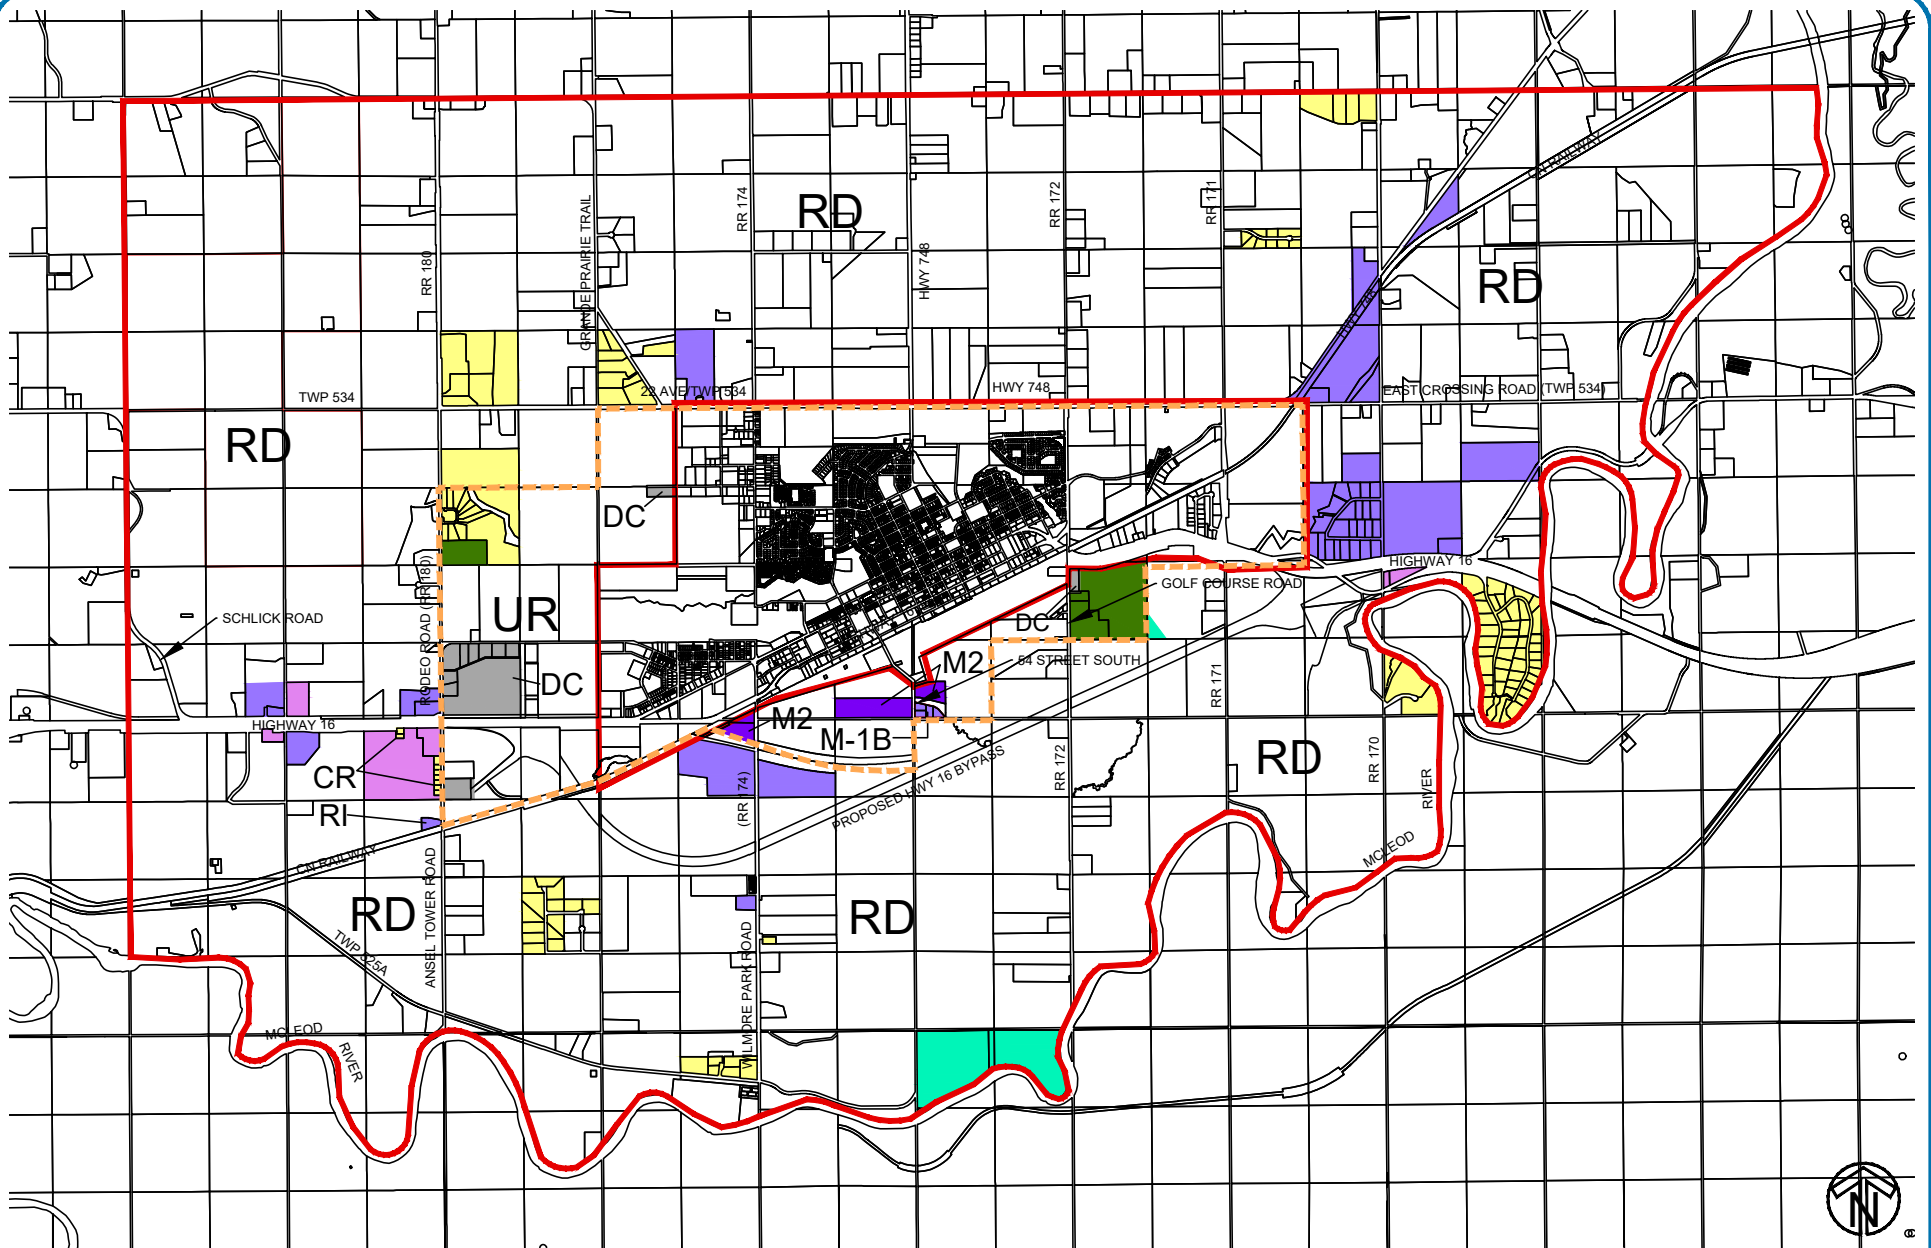 CN RAILWAY
RR 174
RR 172
RR 171
GRANDE PRAIRIE TRAIL
RD
RR 180
HWY 748
RD
HWY 748
22 AVE/TWP 534
HWY 748
EAST CROSSING ROAD (TWP 534)
TWP 534
RD
DC
HIGHWAY 16
GOLF COURSE ROAD
RODEO ROAD (RR 180)
UR
SCHLICK ROAD
DC
54 STREET SOUTH
M2
RR 171
DC
HIGHWAY 16
M2
M-1B
RD
RR 170
RR 172
CR
RIVER
(RR 174)
PROPOSED HWY 16 BYPASS
RI
MCLEOD
CN RAILWAY
ANSEL TOWER ROAD
RD
RD
TWP 525A
WILMORE PARK ROAD
MCLEOD
RIVER
N